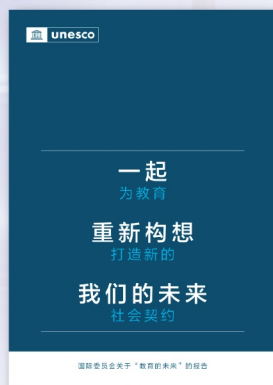 unesco
一起
为教育
重新构想
打造新的
我们的未来
社会契约
国际委员会关于“教育的未来”的报告